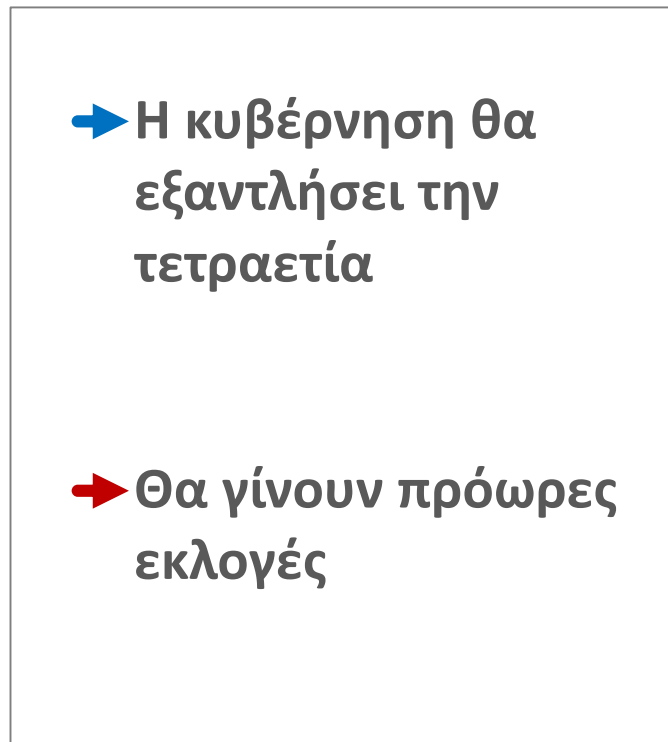 Η κυβέρνηση θα
εξαντλήσει την
τετραετία
Θα γίνουν πρόωρες
εκλογές